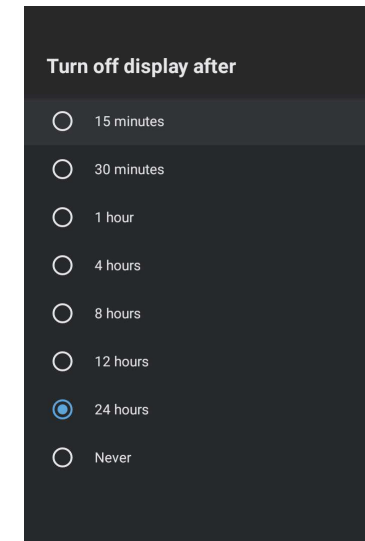 Turn off display after
15 minutes
30 minutes
1 hour
4 hours
8 hours
12 hours
24 hours
Never